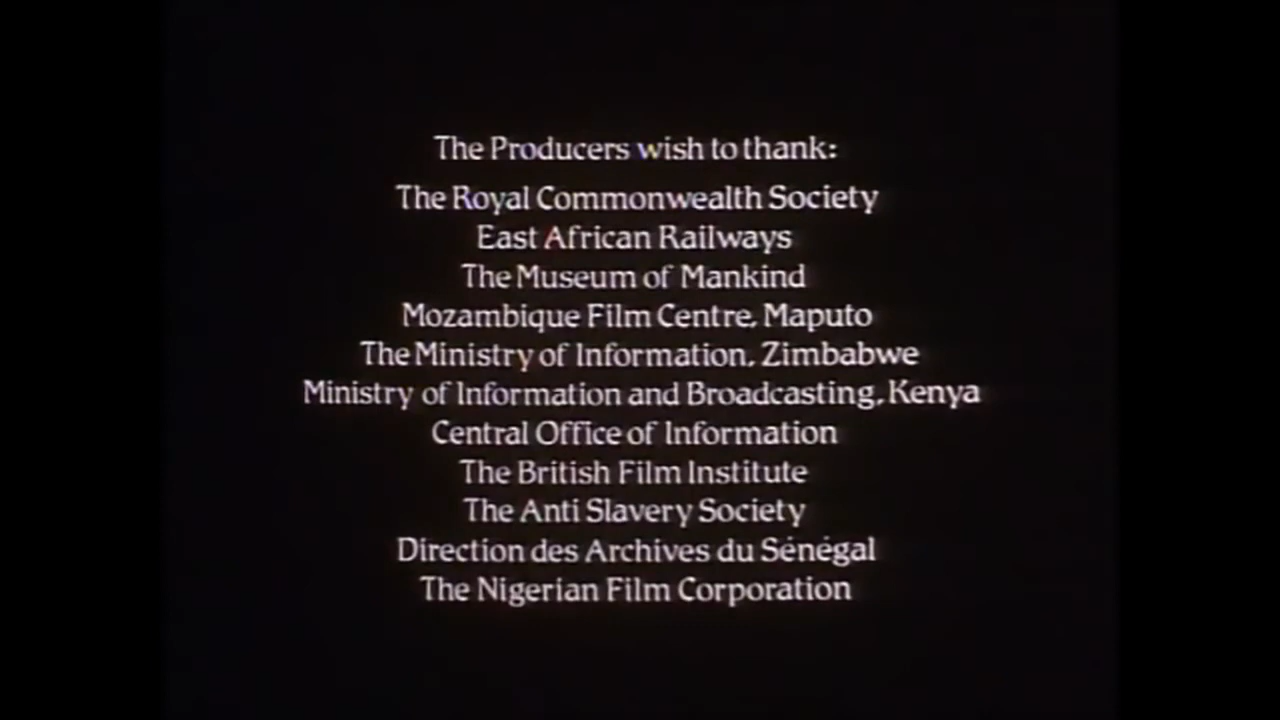 The Producers wish to thank:
The Royal Commonwealth Society
East African Railways
The Museum of Mankind
Mozambique Film Centre, Maputo
The Ministry of Information, Zimbabwe
Ministry of Information and Broadcasting, Kenya
Central Office of Information
The British Film Institute
The Anti Slavery Society
Direction des Archives du Sénégal
The Nigerian Film Corporation